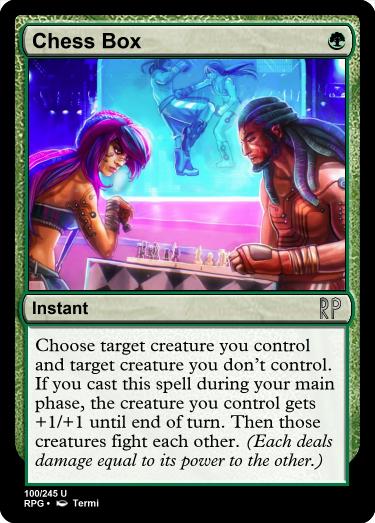 Chess Box
Instant
RP
Choose target creature you control
and target creature you don't control.
If you cast this spell during your main
phase, the creature you control gets
+1/+1 until end of turn. Then those
creatures fight each other. (Each deals
damage equal to its power to the other.)
100/245 U
RPG • Termi